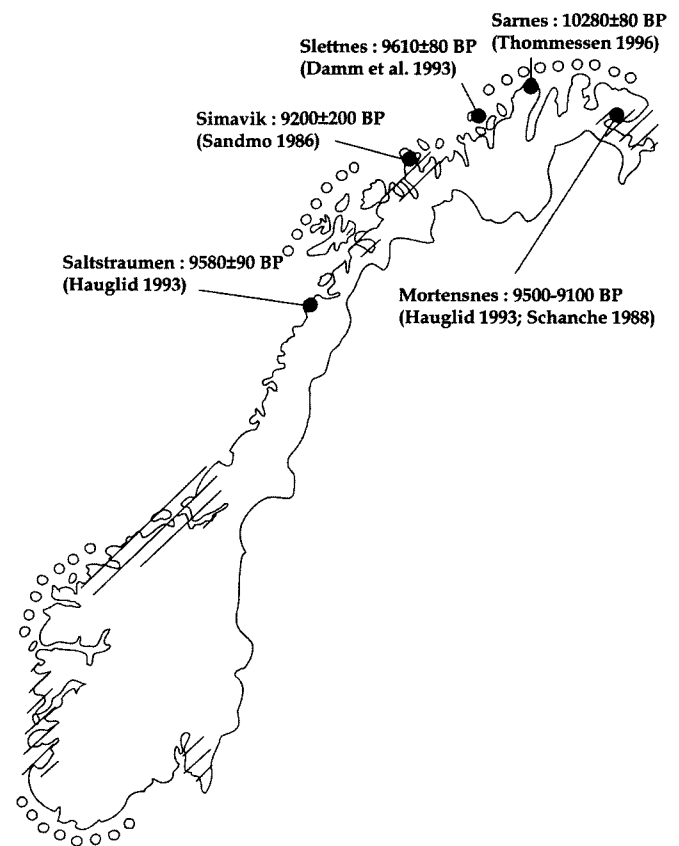 Sarnes : 10280±80 BP
(Thommessen 1996)
Slettnes : 9610±80 BP
(Damm et al. 1993)
Simavik : 9200±200 BP
(Sandmo 1986)
Saltstraumen : 9580±90 BP
(Hauglid 1993)
Mortensnes : 9500-9100 BP
(Hauglid 1993; Schanche 1988)